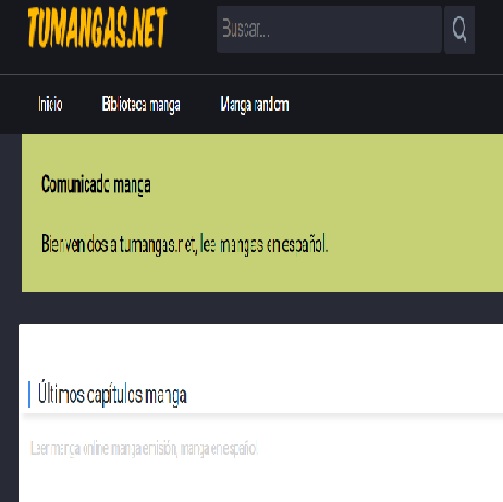 TUMANGAS.NET
Buscar...
Inicio Biblioteca manga Manga random
Comunicado manga
Bienvenidos a tumangas.net, lee mangas en español.
Últimos capítulos manga
Leer manga online manga emisión, manga en español